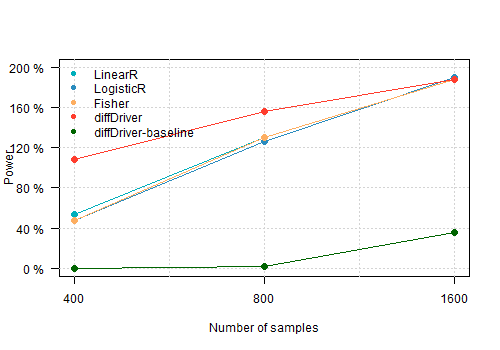 200 %
160 %
120 %
80 %
40 %
0 %
Power
LinearR
LogisticR
Fisher
diffDriver
diffDriver-baseline
400
800
1600
Number of samples